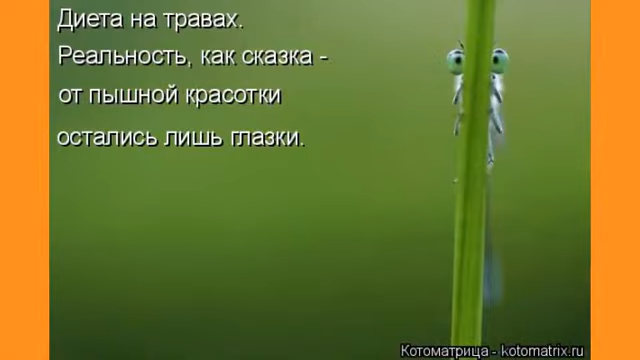 Диета на травах.
Реальность, как сказка -
от пышной красотки
остались лишь глазки.
Котоматрица - kotomatrix.ru